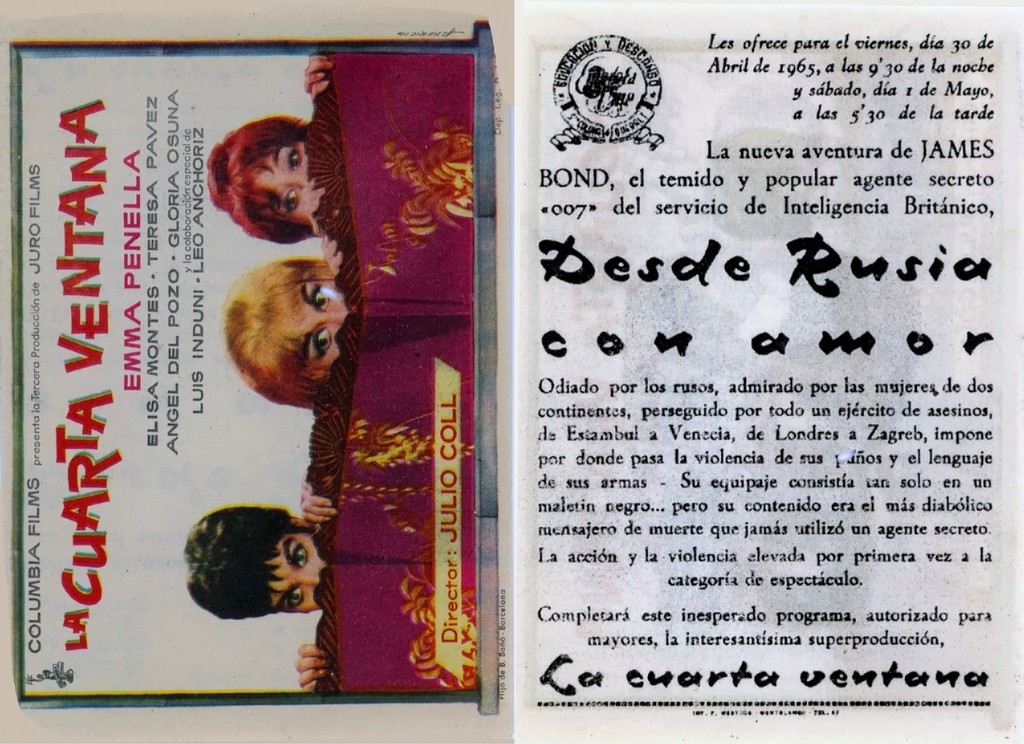 COLUMBIA FILMS presenta la Tercera Producción de JURO FILMS
LA CUARTA VENTANA
EMMA PENELLA
ELISA MONTES · TERESA PAVEZ
ANGEL DEL POZO · GLORIA OSUNA
y la colaboración especial de
LUIS INDUNI · LEO ANCHORIZ
Director: JULIO COLL
Hijo de B. Baño - Barcelona
Dep. Leg.
EDUCACIÓN Y DESCANSO
Les ofrece para el viernes, día 30 de
Abril de 1965, a las 9'30 de la noche
y sábado, día 1 de Mayo,
a las 5'30 de la tarde
La nueva aventura de JAMES
BOND, el temido y popular agente secreto
«007» del servicio de Inteligencia Británico,
Desde Rusia
con amor
Odiado por los rusos, admirado por las mujeres de dos
continentes, perseguido por todo un ejército de asesinos,
de Estambul a Venecia, de Londres a Zagreb, impone
por donde pasa la violencia de sus puños y el lenguaje
de sus armas - Su equipaje consistía tan solo en un
maletín negro... pero su contenido era el más diabólico
mensajero de muerte que jamás utilizó un agente secreto.
La acción y la violencia elevada por primera vez a la
categoría de espectáculo.
Completará este inesperado programa, autorizado para
mayores, la interesantísima superproducción,
La cuarta ventana